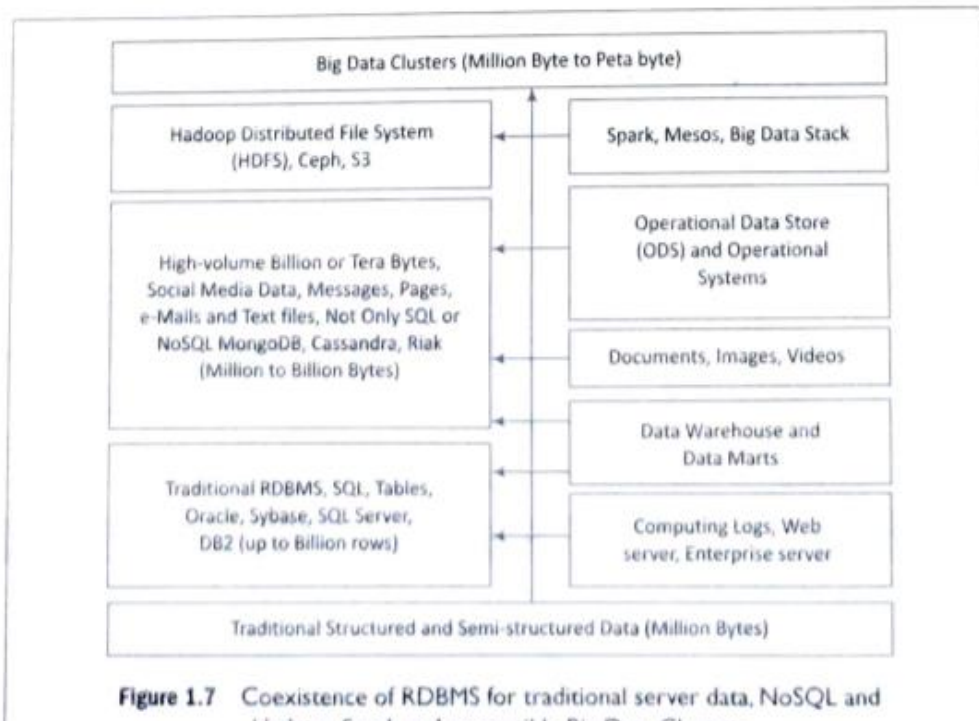 Big Data Clusters (Million Byte to Peta byte)
Hadoop Distributed File System
(HDFS), Ceph, S3
Spark, Mesos, Big Data Stack
High-volume Billion or Tera Bytes,
Social Media Data, Messages, Pages,
e-Mails and Text files, Not Only SQL or
NoSQL MongoDB, Cassandra, Riak
(Million to Billion Bytes)
Operational Data Store
(ODS) and Operational
Systems
Documents, Images, Videos
Data Warehouse and
Data Marts
Traditional RDBMS, SQL, Tables,
Oracle, Sybase, SQL Server,
DB2 (up to Billion rows)
Computing Logs, Web
server, Enterprise server
Traditional Structured and Semi-structured Data (Million Bytes)
Figure 1.7 Coexistence of RDBMS for traditional server data, NoSQL and